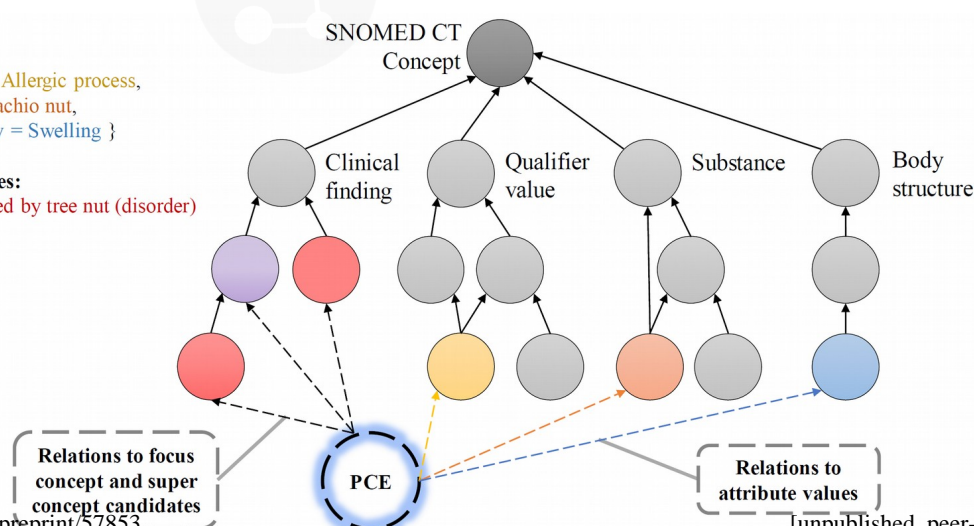 SNOMED CT
Concept
Allergic process,
achio nut,
y = Swelling }
es:
ed by tree nut (disorder)
Clinical
finding
Qualifier
value
Substance
Body
structure
Relations to focus
concept and super
concept candidates
PCE
Relations to
attribute values
preprint/57853
[unpublished, peer-